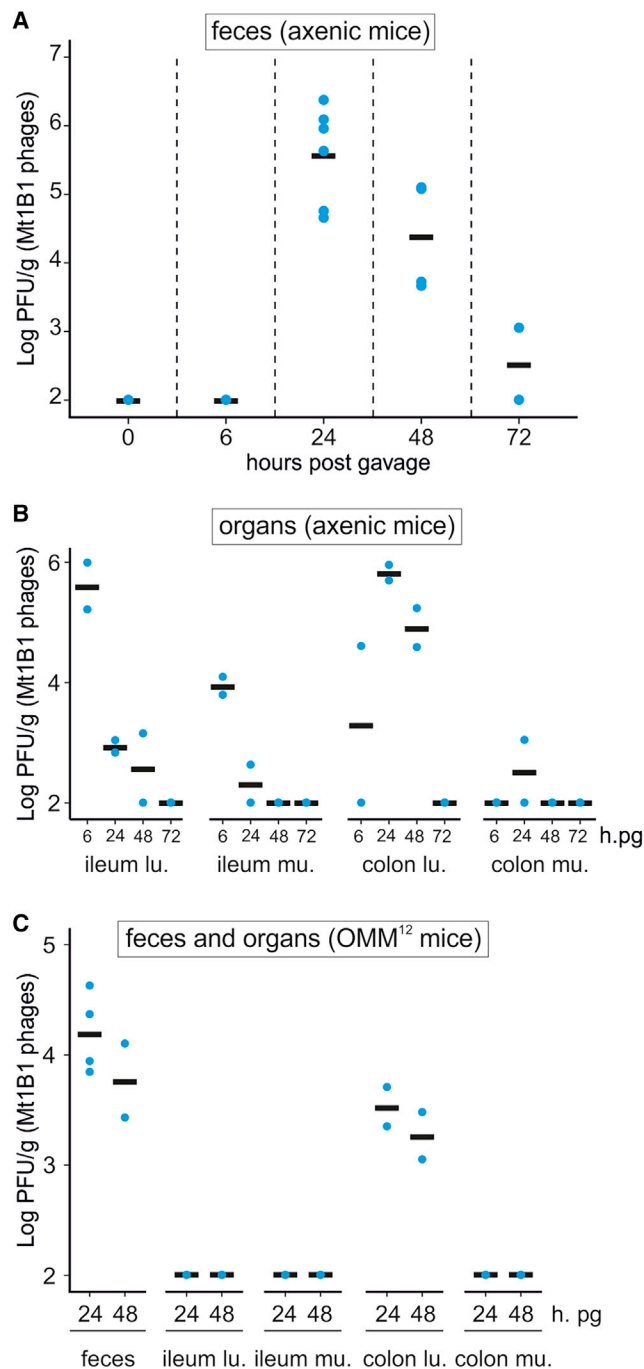 A
feces (axenic mice)
Log PFU/g (Mt1B1 phages)
7
6
5
4
3
2
0 6 24 48 72
hours post gavage
B
organs (axenic mice)
Log PFU/g (Mt1B1 phages)
6
4
2
6 24 48 72 6 24 48 72 6 24 48 72 6 24 48 72 h.pg
ileum lu. ileum mu. colon lu. colon mu.
C
feces and organs (OMM¹² mice)
Log PFU/g (Mt1B1 phages)
5
4
3
2
24 48 24 48 24 48 24 48 24 48 h. pg
feces ileum lu. ileum mu. colon lu. colon mu.